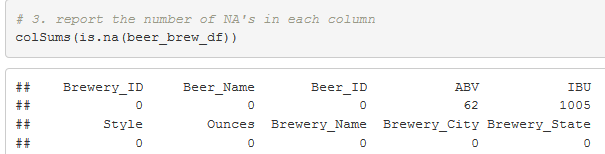 # 3. report the number of NA's in each column
colSums(is.na(beer_brew_df))
##    Brewery_ID     Beer_Name       Beer_ID           ABV           IBU
##             0             0             0            62          1005
##         Style        Ounces  Brewery_Name  Brewery_City Brewery_State
##             0             0             0             0             0